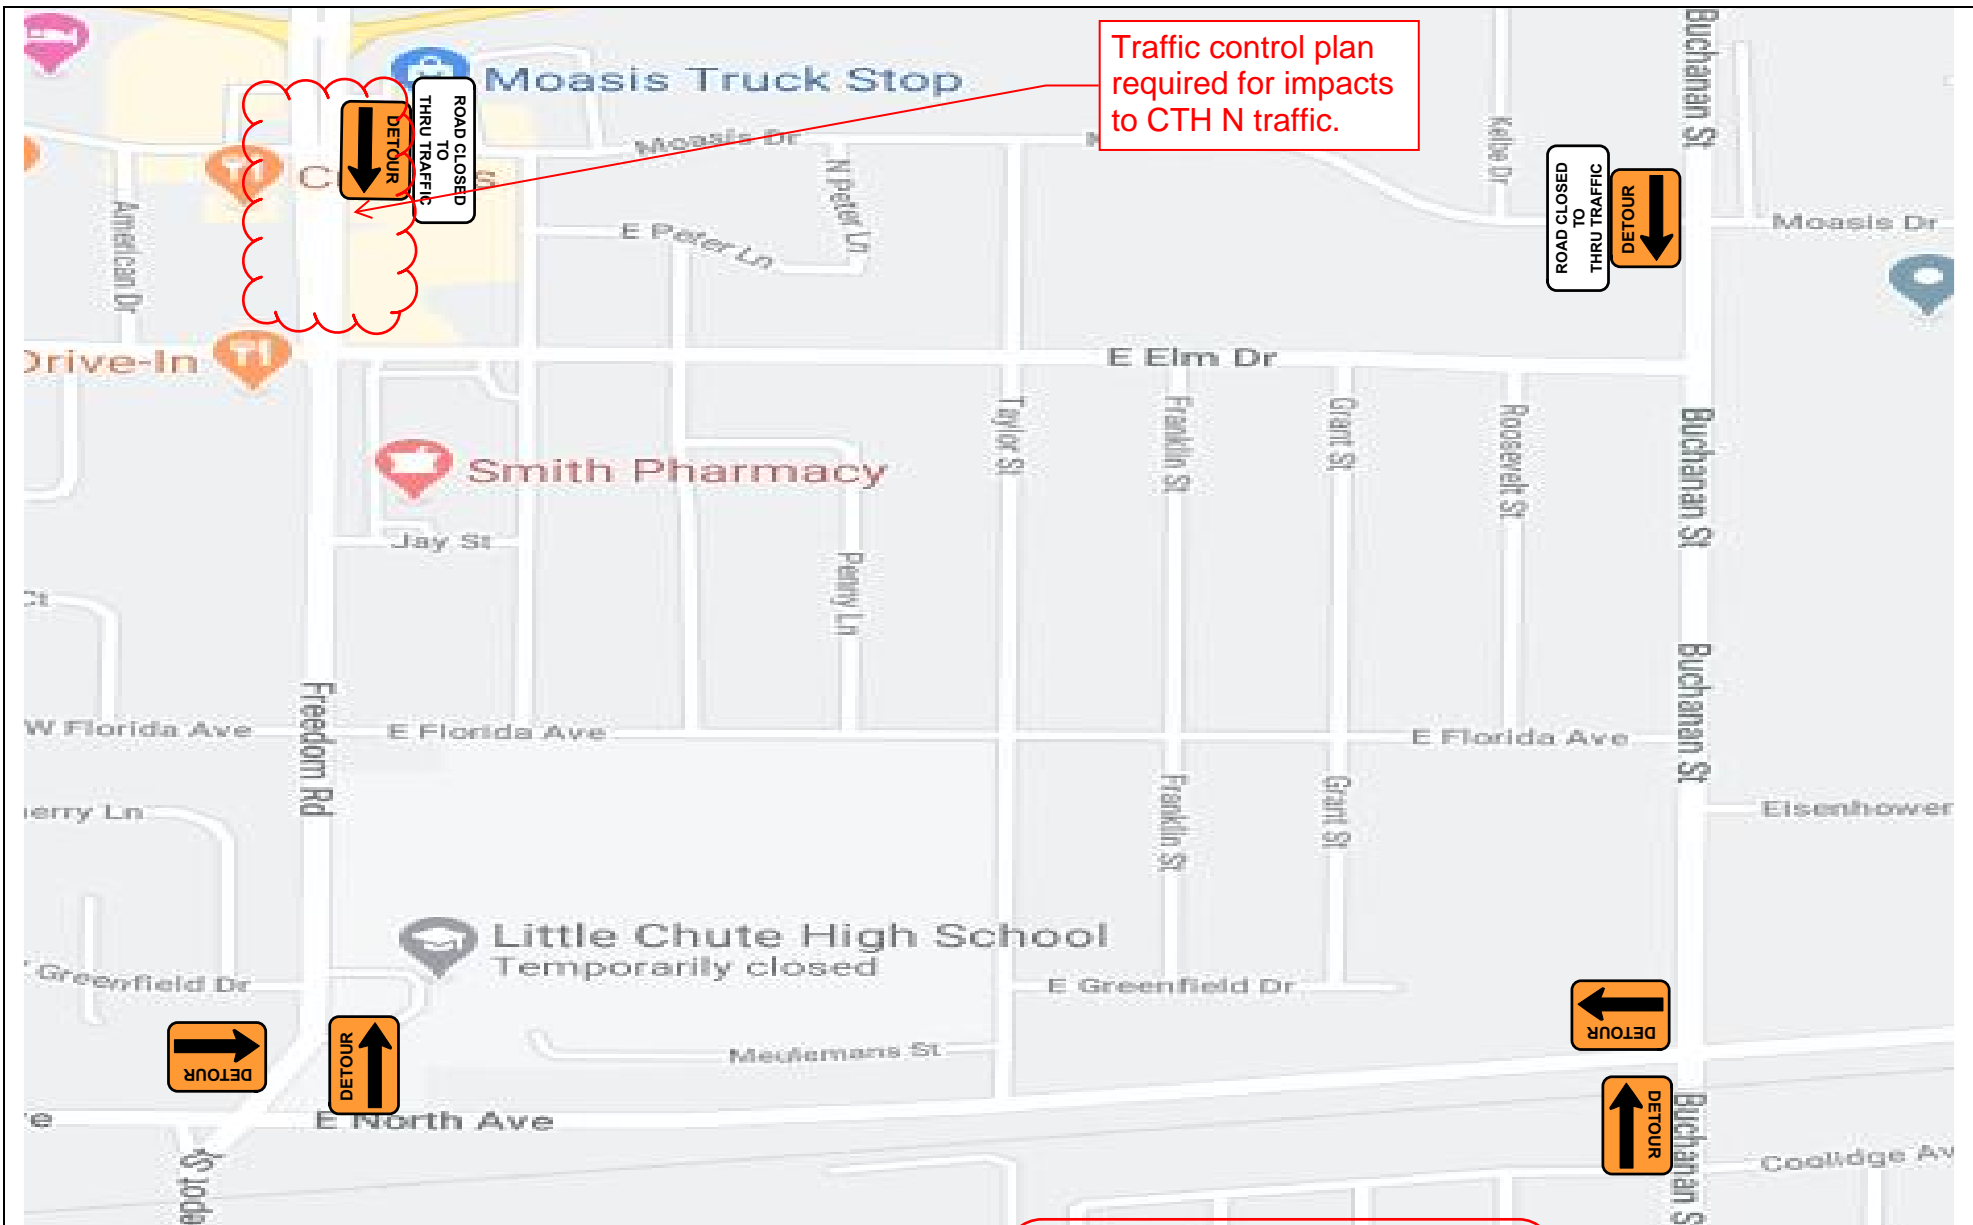 Traffic control plan
required for impacts
to CTH N traffic.
Moasis Truck Stop
ROAD CLOSED
TO
THRU TRAFFIC
DETOUR
Moasis Dr
N Peter Ln
E Peter Ln
American Dr
Kelbe Dr
Buchanan St
ROAD CLOSED
TO
THRU TRAFFIC
DETOUR
Moasis Dr
Drive-In
E Elm Dr
Smith Pharmacy
Taylor St
Franklin St
Grant St
Roosevelt St
Buchanan St
Jay St
Penny Ln
Ct
W Florida Ave
Freedom Rd
E Florida Ave
E Florida Ave
Buchanan St
erry Ln
Franklin St
Grant St
Eisenhower
Little Chute High School
Temporarily closed
Greenfield Dr
E Greenfield Dr
DETOUR
DETOUR
DETOUR
Meulemans St
E North Ave
DETOUR
Buchanan S
Coolidge Av